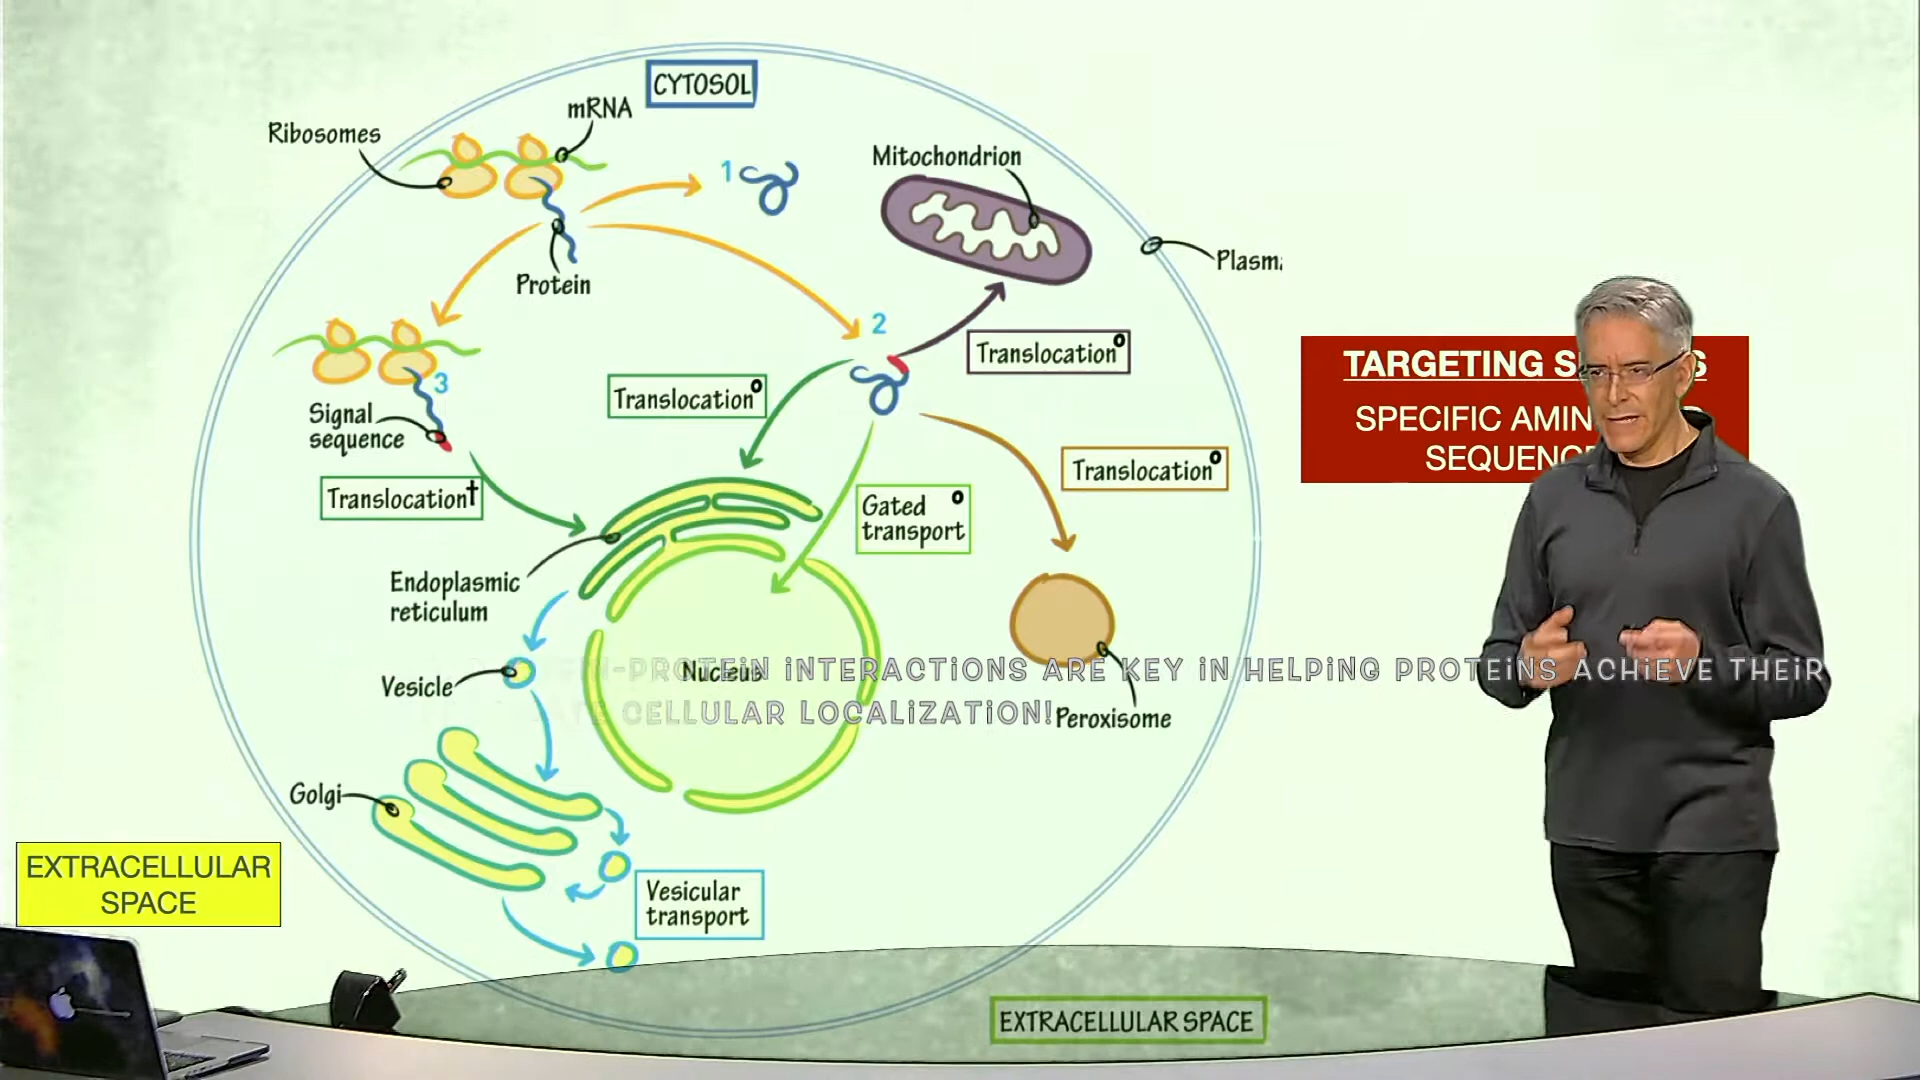 CYTOSOL
mRNA
Ribosomes
Mitochondrion
1
Plasma
Protein
2
Translocation°
TARGETING S S
SPECIFIC AMIN
SEQUENC
Translocation°
3
Signal
sequence
Translocation°
Translocation†
Gated °
transport
Endoplasmic
reticulum
Nucleus
iN-PROTEiN iNTERACTiONS ARE KEY iN HELPiNG PROTEiNS ACHiEVE THEiR
CELLULAR LOCALiZATiON!
Vesicle
Peroxisome
Golgi
EXTRACELLULAR
SPACE
Vesicular
transport
EXTRACELLULAR SPACE